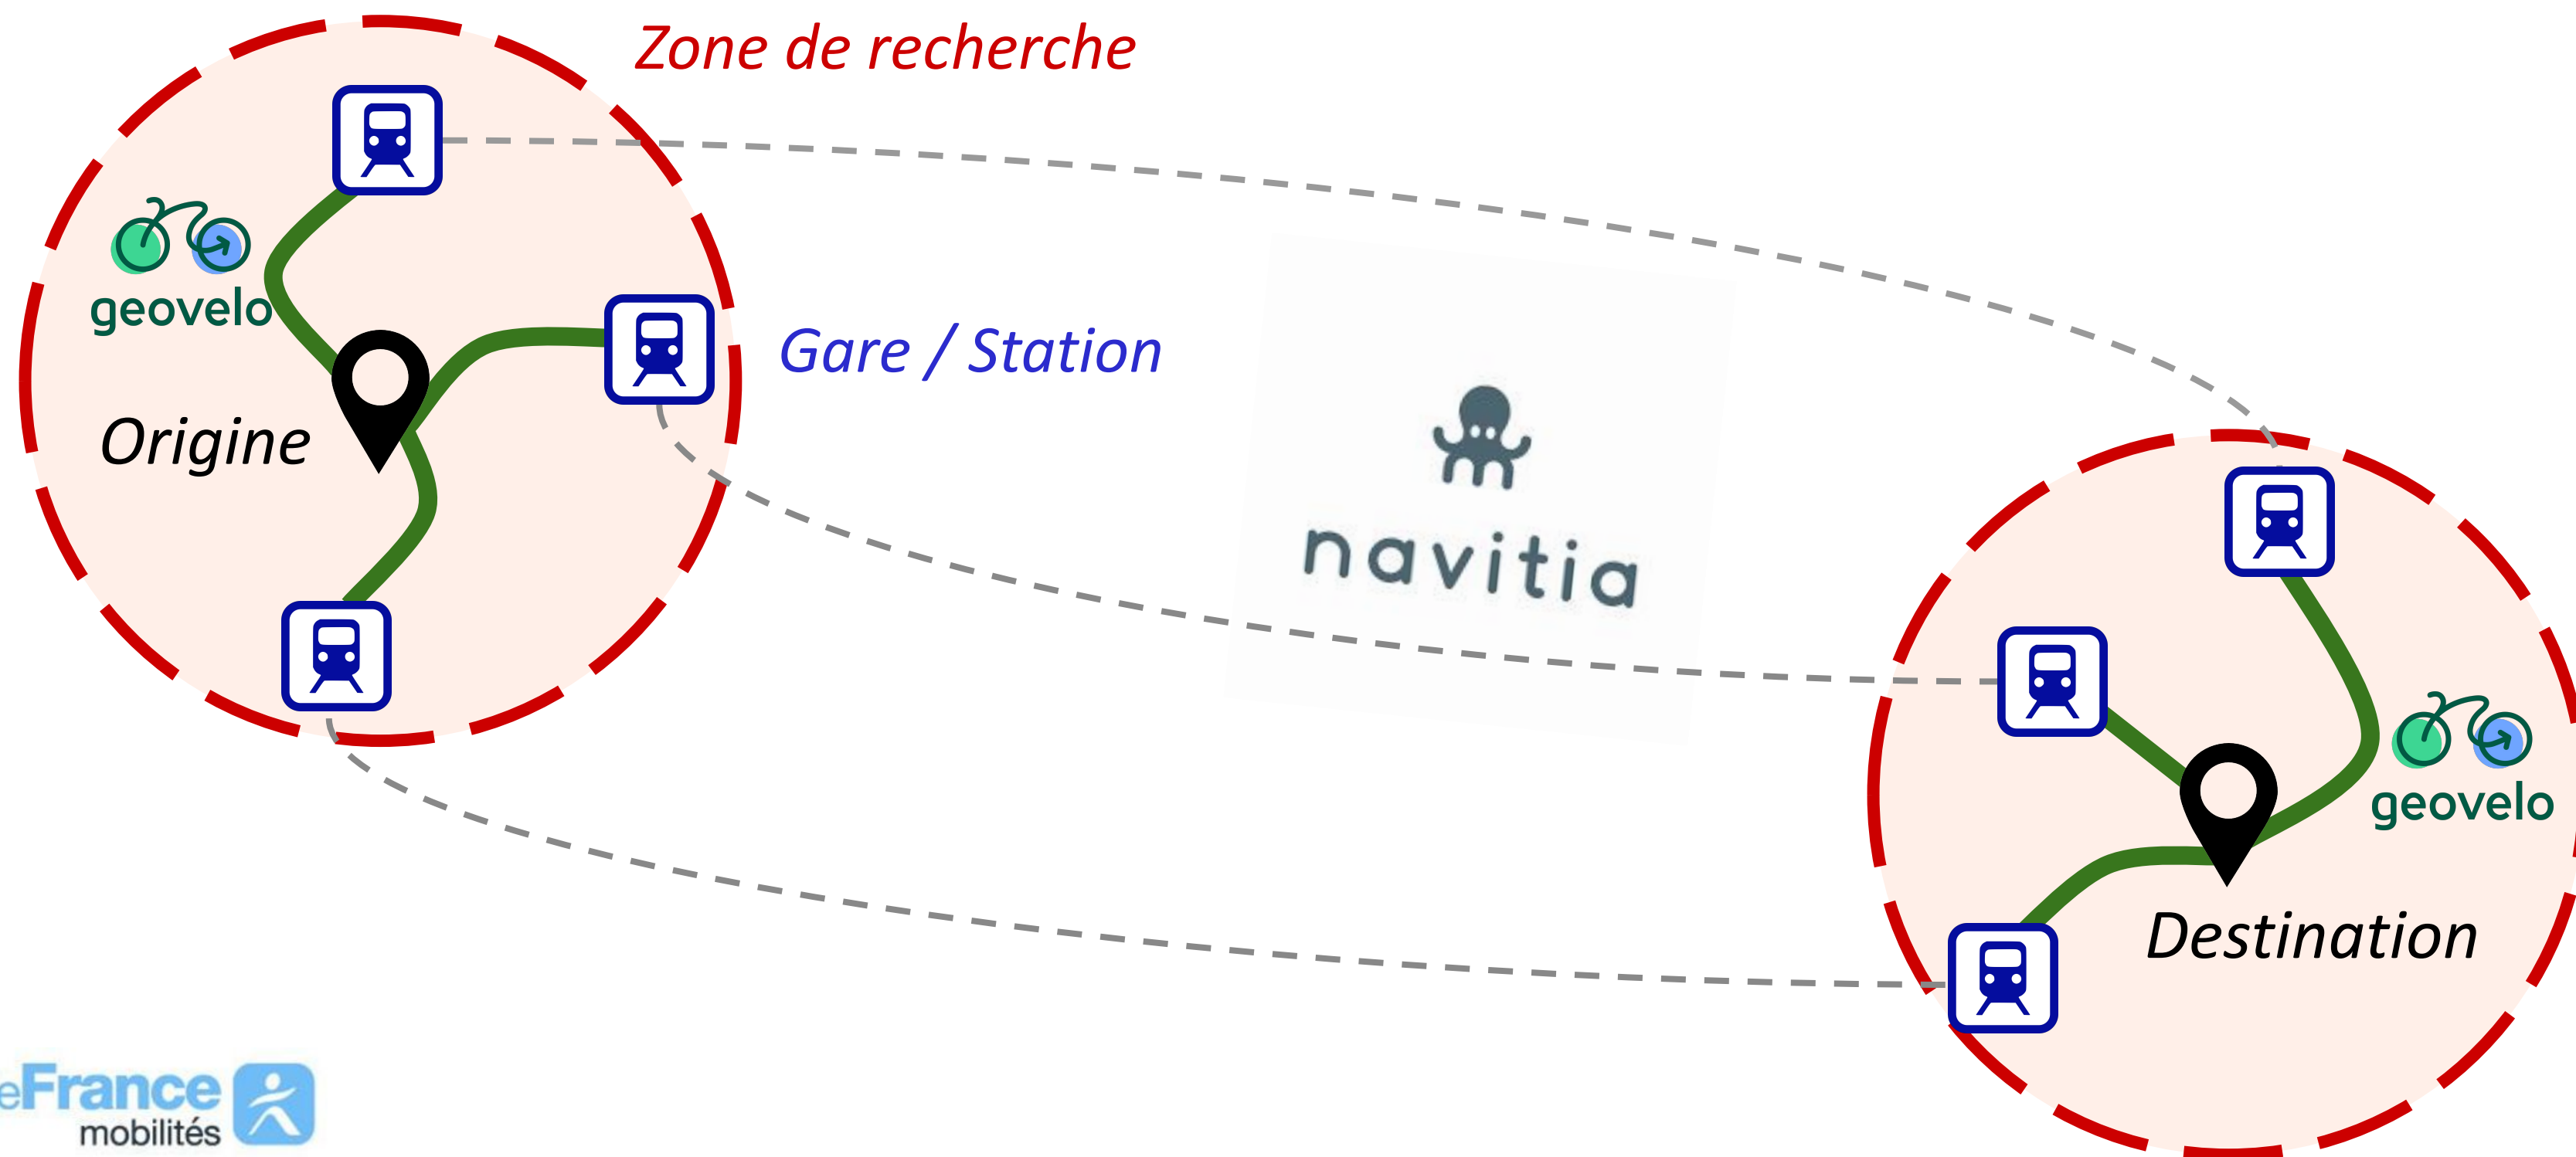 Zone de recherche
geovelo
Gare / Station
Origine
navitia
geovelo
Destination
eFrance
mobilités